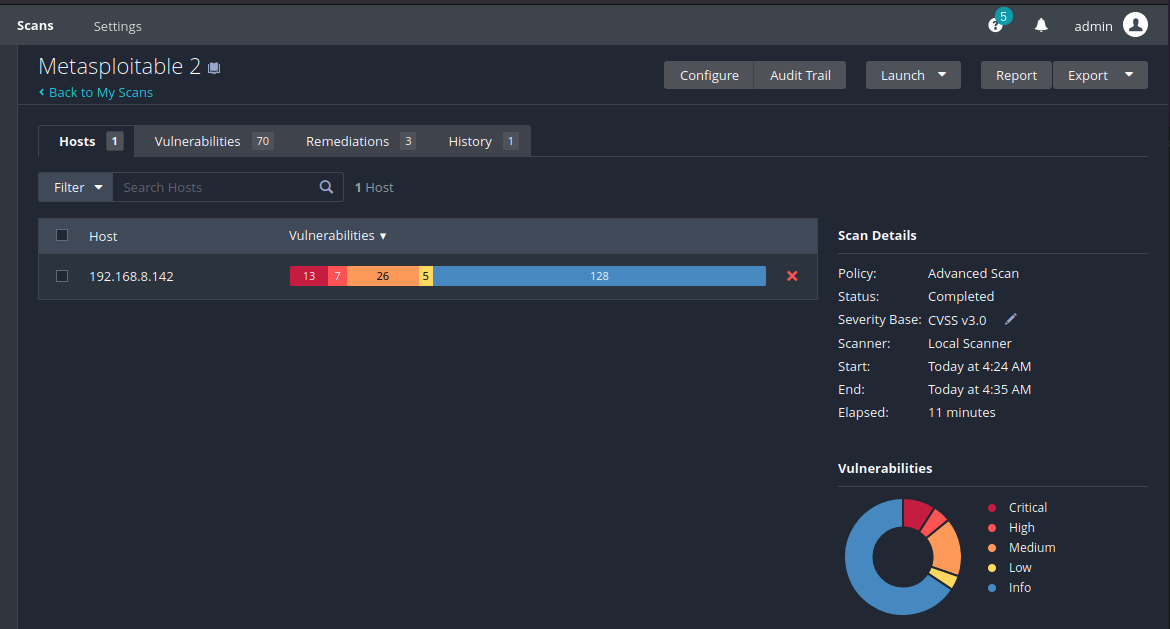 Scans Settings 5 admin
Metasploitable 2
Back to My Scans
Configure Audit Trail Launch Report Export
Hosts 1 Vulnerabilities 70 Remediations 3 History 1
Filter Search Hosts 1 Host
Host Vulnerabilities
192.168.8.142 13 7 26 5 128
Scan Details
Policy: Advanced Scan
Status: Completed
Severity Base: CVSS v3.0
Scanner: Local Scanner
Start: Today at 4:24 AM
End: Today at 4:35 AM
Elapsed: 11 minutes
Vulnerabilities
Critical
High
Medium
Low
Info